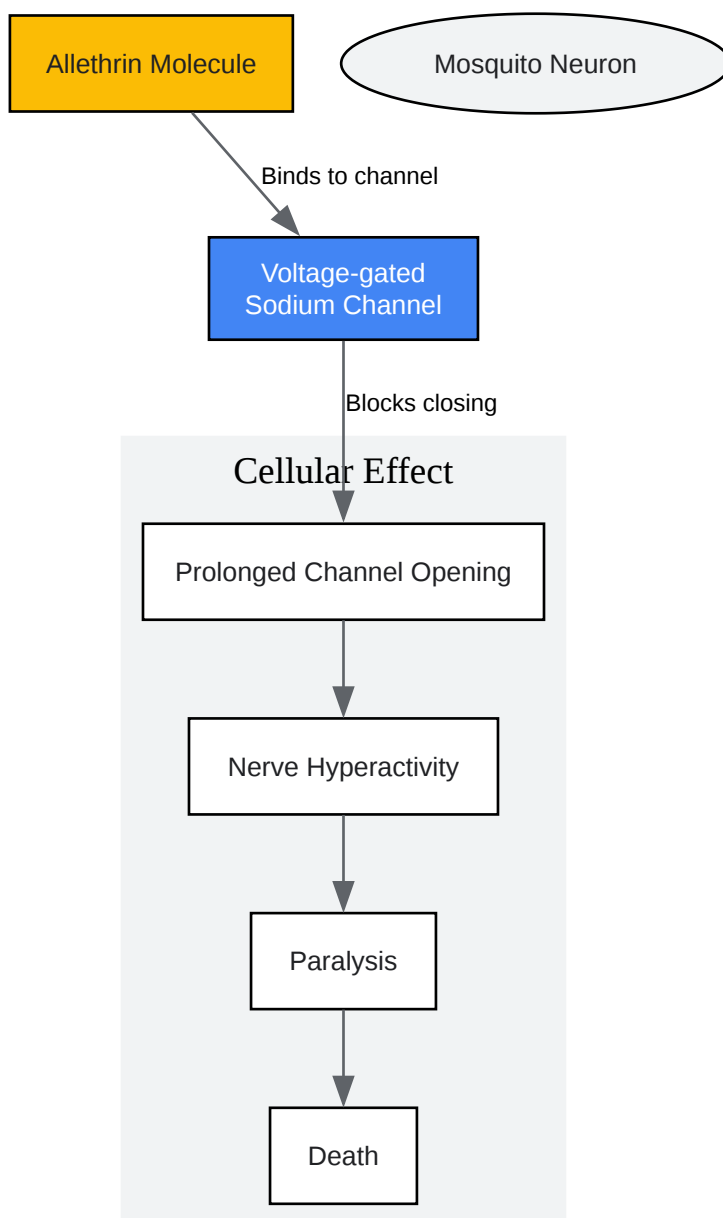 Allethrin Molecule
Mosquito Neuron
Binds to channel
Voltage-gated
Sodium Channel
Blocks closing
Cellular Effect
Prolonged Channel Opening
Nerve Hyperactivity
Paralysis
Death